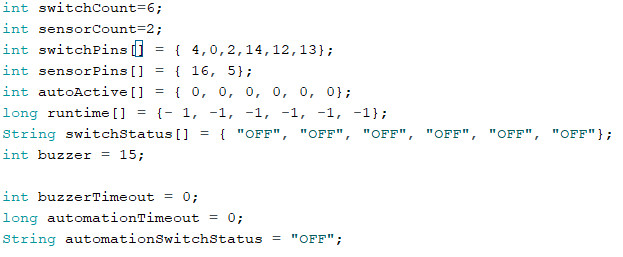 int switchCount=6;
int sensorCount=2;
int switchPins[] = { 4,0,2,14,12,13};
int sensorPins[] = { 16, 5};
int autoActive[] = { 0, 0, 0, 0, 0, 0};
long runtime[] = {- 1, -1, -1, -1, -1, -1};
String switchStatus[] = { "OFF", "OFF", "OFF", "OFF", "OFF", "OFF"};
int buzzer = 15;
int buzzerTimeout = 0;
long automationTimeout = 0;
String automationSwitchStatus = "OFF";